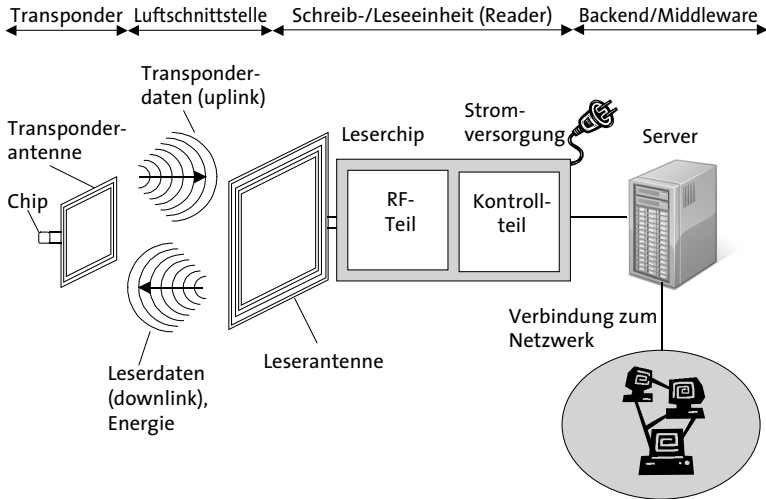 Transponder
Luftschnittstelle
Schreib-/Leseeinheit (Reader)
Backend/Middleware
Transponder-
daten (uplink)
Transponder-
antenne
Chip
Leserchip
Strom-
versorgung
Server
RF-
Teil
Kontroll-
teil
Leserantenne
Leserdaten
(downlink),
Energie
Verbindung zum
Netzwerk